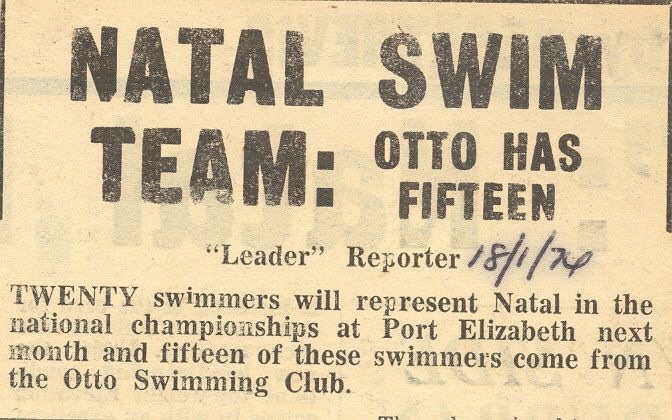 NATAL SWIM
TEAM: OTTO HAS
FIFTEEN
"Leader" Reporter 18/1/74
TWENTY swimmers will represent Natal in the
national championships at Port Elizabeth next
month and fifteen of these swimmers come from
the Otto Swimming Club.